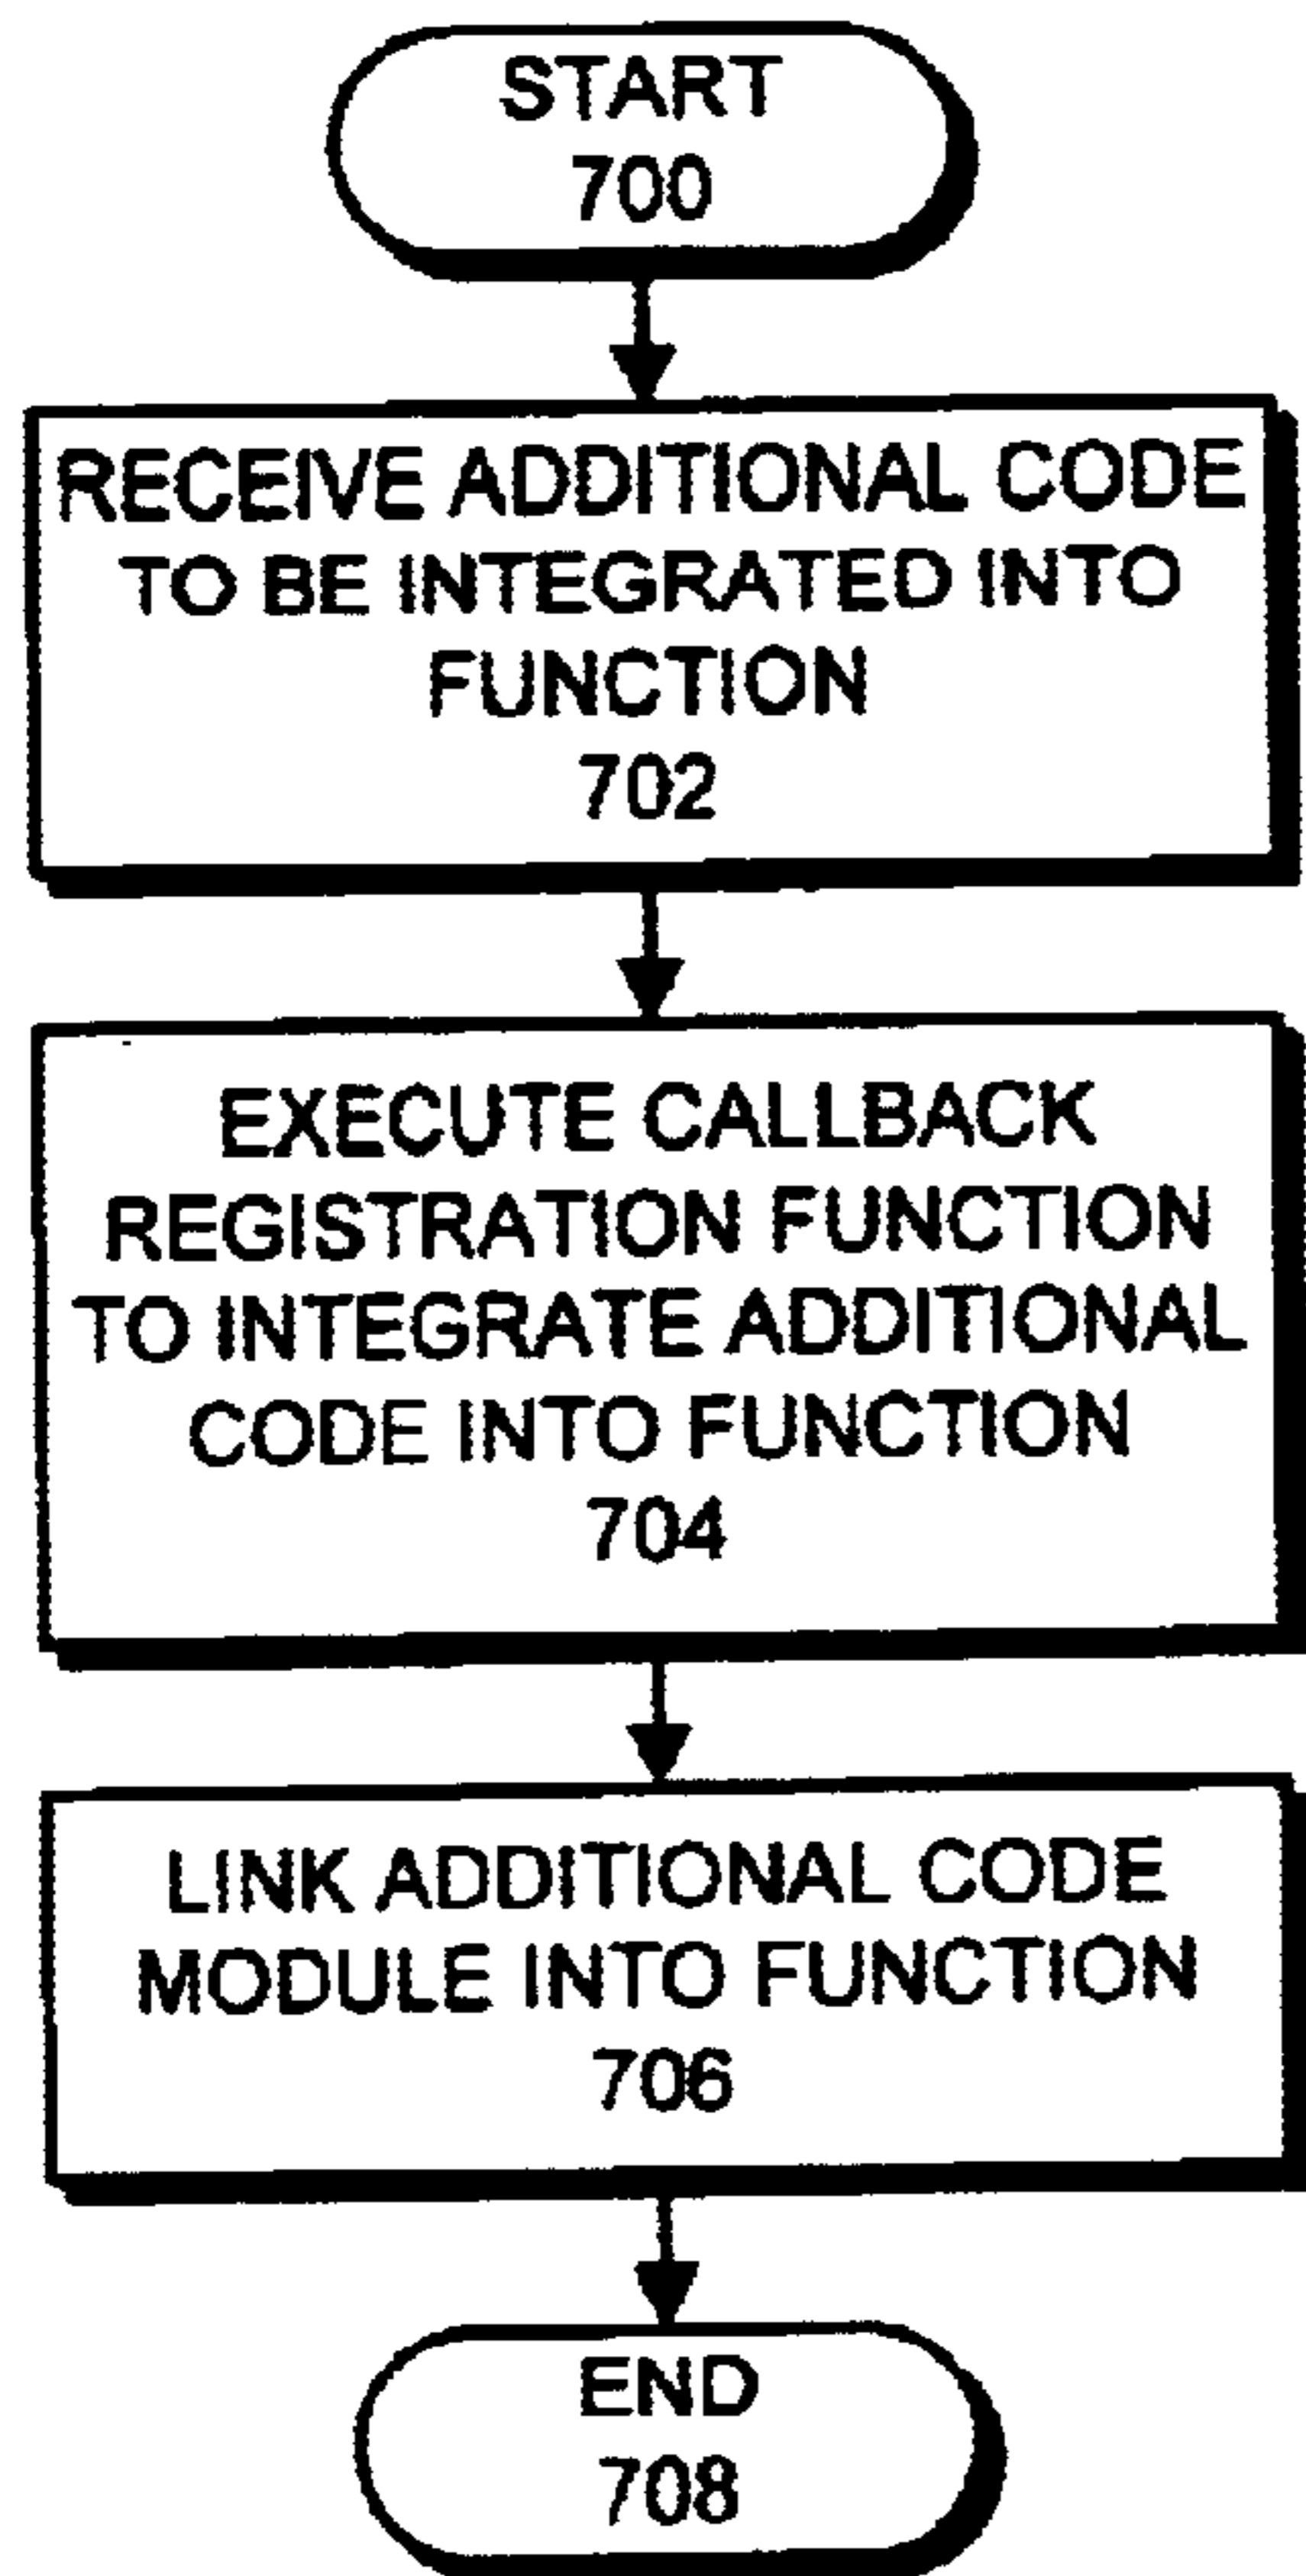 START
700
RECEIVE ADDITIONAL CODE
TO BE INTEGRATED INTO
FUNCTION
702
EXECUTE CALLBACK
REGISTRATION FUNCTION
TO INTEGRATE ADDITIONAL
CODE INTO FUNCTION
704
LINK ADDITIONAL CODE
MODULE INTO FUNCTION
706
END
708